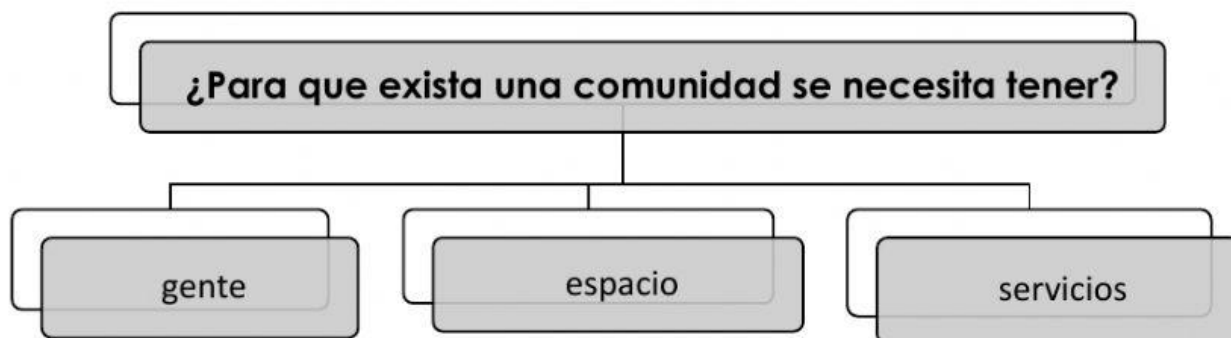 ¿Para que exista una comunidad se necesita tener?
gente
espacio
servicios